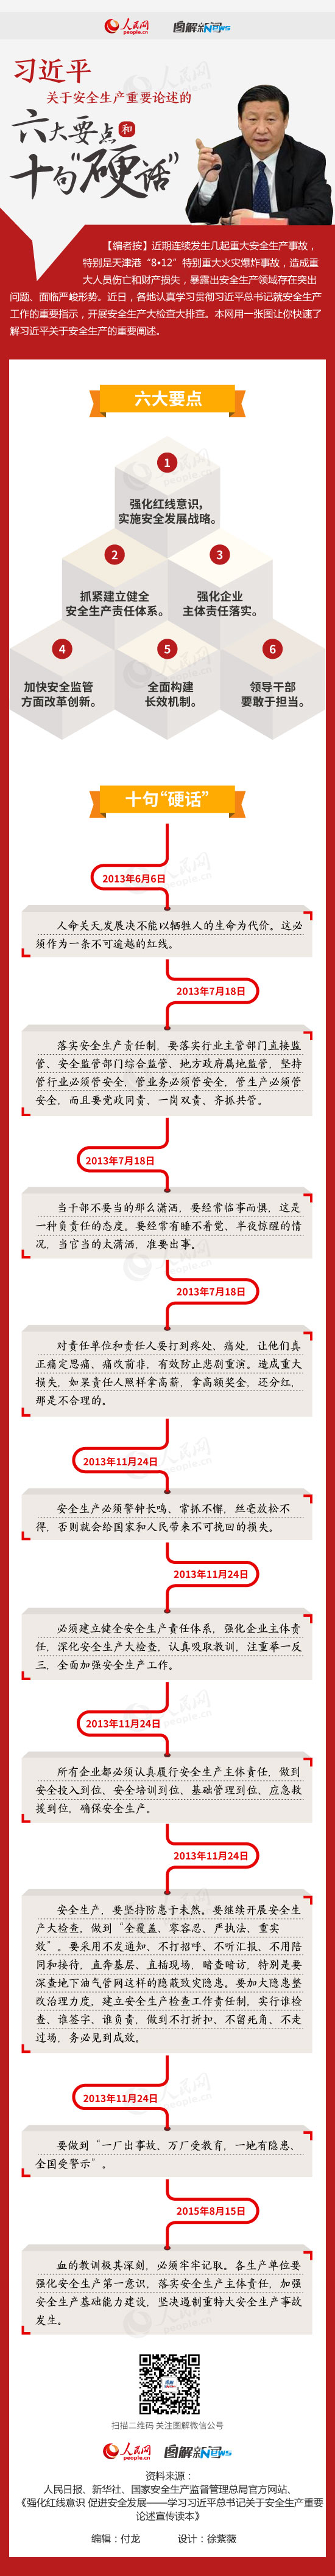 人民网
people.cn
图解新闻
News
习近平
关于安全生产重要论述的
六大要点和
十句“硬话”
【编者按】近期连续发生几起重大安全生产事故，
特别是天津港“8•12”特别重大火灾爆炸事故，造成重
大人员伤亡和财产损失，暴露出安全生产领域存在突出
问题、面临严峻形势。近日，各地认真学习贯彻习近平总书记就安全生产
工作的重要指示，开展安全生产大检查大排查。本网用一张图让你快速了
解习近平关于安全生产的重要阐述。
六大要点
1
强化红线意识，
实施安全发展战略。
2
抓紧建立健全
安全生产责任体系。
3
强化企业
主体责任落实。
4
加快安全监管
方面改革创新。
5
全面构建
长效机制。
6
领导干部
要敢于担当。
十句“硬话”
2013年6月6日
人命关天，发展决不能以牺牲人的生命为代价。这必
须作为一条不可逾越的红线。
2013年7月18日
落实安全生产责任制，要落实行业主管部门直接监
管、安全监管部门综合监管、地方政府属地监管，坚持
管行业必须管安全，管业务必须管安全，管生产必须管
安全，而且要党政同责、一岗双责、齐抓共管。
2013年7月18日
当干部不要当的那么潇洒，要经常临事而惧，这是
一种负责任的态度。要经常有睡不着觉、半夜惊醒的情
况，当官当的太潇洒，准要出事。
2013年7月18日
对责任单位和责任人要打到疼处、痛处，让他们真
正痛定思痛、痛改前非，有效防止悲剧重演。造成重大
损失，如果责任人照样拿高薪，拿高额奖金，还分红，
那是不合理的。
2013年11月24日
安全生产必须警钟长鸣、常抓不懈，丝毫放松不
得，否则就会给国家和人民带来不可挽回的损失。
2013年11月24日
必须建立健全安全生产责任体系，强化企业主体责
任，深化安全生产大检查，认真吸取教训，注重举一反
三，全面加强安全生产工作。
2013年11月24日
所有企业都必须认真履行安全生产主体责任，做到
安全投入到位、安全培训到位、基础管理到位、应急救
援到位，确保安全生产。
2013年11月24日
安全生产，要坚持防患于未然。要继续开展安全生
产大检查，做到“全覆盖、零容忍、严执法、重实
效”。要采用不发通知、不打招呼、不听汇报、不用陪
同和接待，直奔基层、直插现场，暗查暗访，特别是要
深查地下油气管网这样的隐蔽致灾隐患。要加大隐患整
改治理力度，建立安全生产检查工作责任制，实行谁检
查、谁签字、谁负责，做到不打折扣、不留死角、不走
过场，务必见到成效。
2013年11月24日
要做到“一厂出事故、万厂受教育，一地有隐患、
全国受警示”。
2015年8月15日
血的教训极其深刻，必须牢牢记取。各生产单位要
强化安全生产第一意识，落实安全生产主体责任，加强
安全生产基础能力建设，坚决遏制重特大安全生产事故
发生。
扫描二维码 关注图解微信公号
人民网
people.cn
图解新闻
News
资料来源：
人民日报、新华社、国家安全生产监督管理总局官方网站、
《强化红线意识 促进安全发展——学习习近平总书记关于安全生产重要
论述宣传读本》
编辑：付龙 设计：徐紫薇